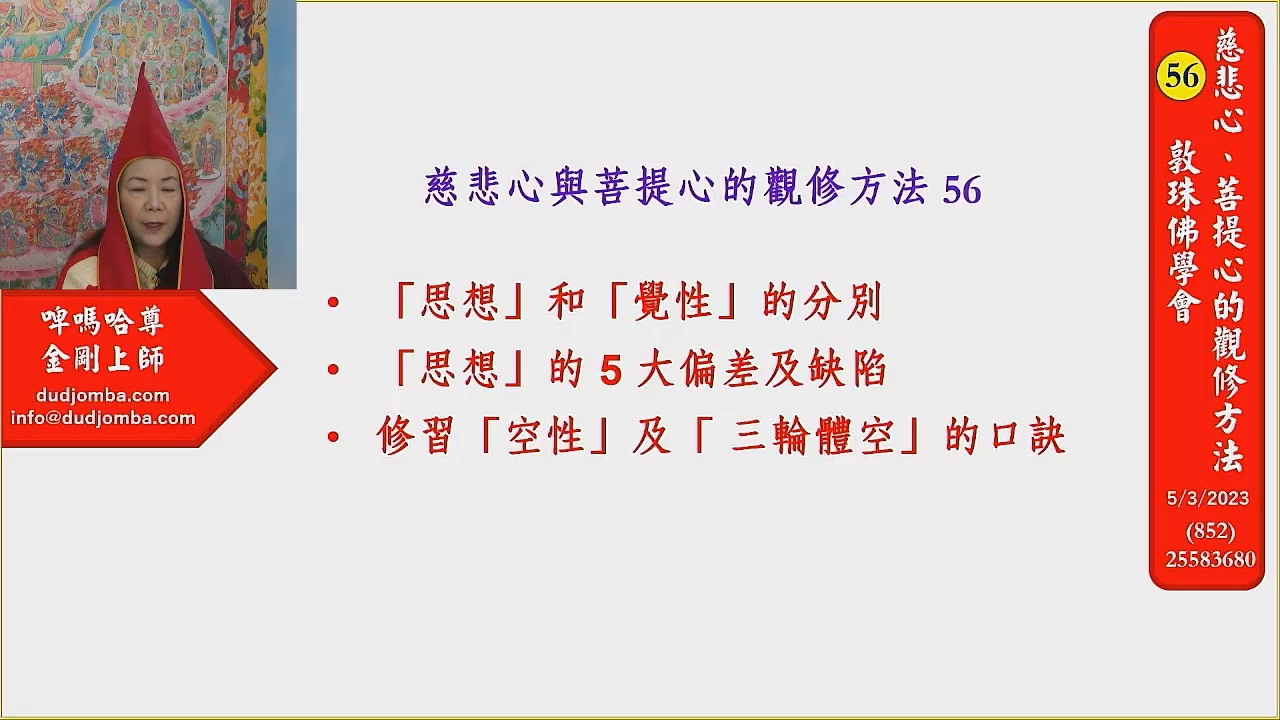 慈悲心與菩提心的觀修方法 56
• 「思想」和「覺性」的分別
• 「思想」的 5 大偏差及缺陷
• 修習「空性」及「 三輪體空」的口訣
啤嗎哈尊
金剛上師
dudjomba.com
info@dudjomba.com
慈悲心、菩提心的觀修方法
56
敦珠佛學會
5/3/2023
(852)
25583680